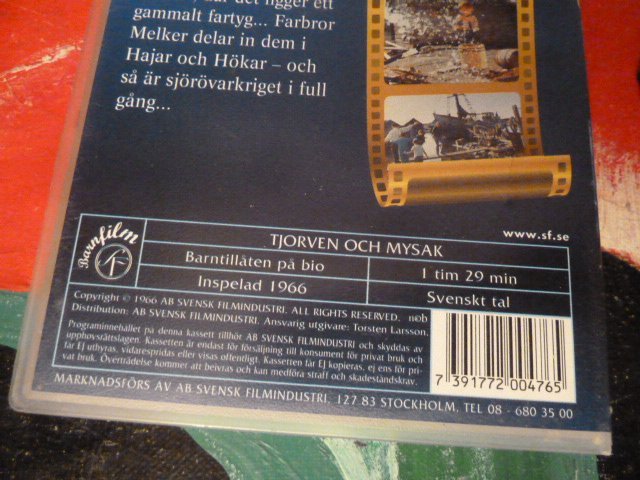 det ligger ett
gammalt fartyg... Farbror
Melker delar in dem i
Hajar och Hökar – och
så är sjörövarkriget i full
gång...
www.sf.se
Barnfilm
TJORVEN OCH MYSAK
Barntillåten på bio
1 tim 29 min
Inspelad 1966
Svenskt tal
Copyright © 1966 AB SVENSK FILMINDUSTRI. ALL RIGHTS RESERVED. neb
Distribution: AB SVENSK FILMINDUSTRI. Ansvarig utgivare: Torsten Larsson.
Programinnehållet på denna kassett tillhör AB SVENSK FILMINDUSTRI och skyddas av
upphovsrättslagen. Kassetten är endast för försäljning till konsument för privat bruk och
får EJ uthyras, vidarespridas eller visas offentligt. Kassetten får EJ kopieras, ej ens för pri-
vat bruk. Överträdelse kommer att beivras och kan medföra straff och skadeståndskrav.
7 391772 004765
MARKNADSFÖRS AV AB SVENSK FILMINDUSTRI, 127 83 STOCKHOLM, TEL 08 - 680 35 00